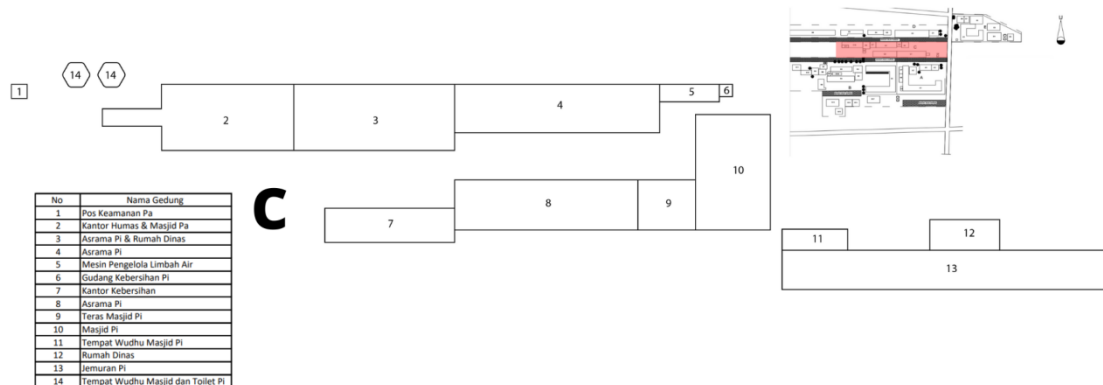 14 14
1
2
3
4
5
6
7
8
9
10
11
12
13
C
No Nama Gedung
1 Pos Keamanan Pa
2 Kantor Humas & Masjid Pa
3 Asrama Pi & Rumah Dinas
4 Asrama Pi
5 Mesin Pengelola Limbah Air
6 Gudang Kebersihan Pi
7 Kantor Kebersihan
8 Asrama Pi
9 Teras Masjid Pi
10 Masjid Pi
11 Tempat Wudhu Masjid Pi
12 Rumah Dinas
13 Jemuran Pi
14 Tempat Wudhu Masjid dan Toilet Pi